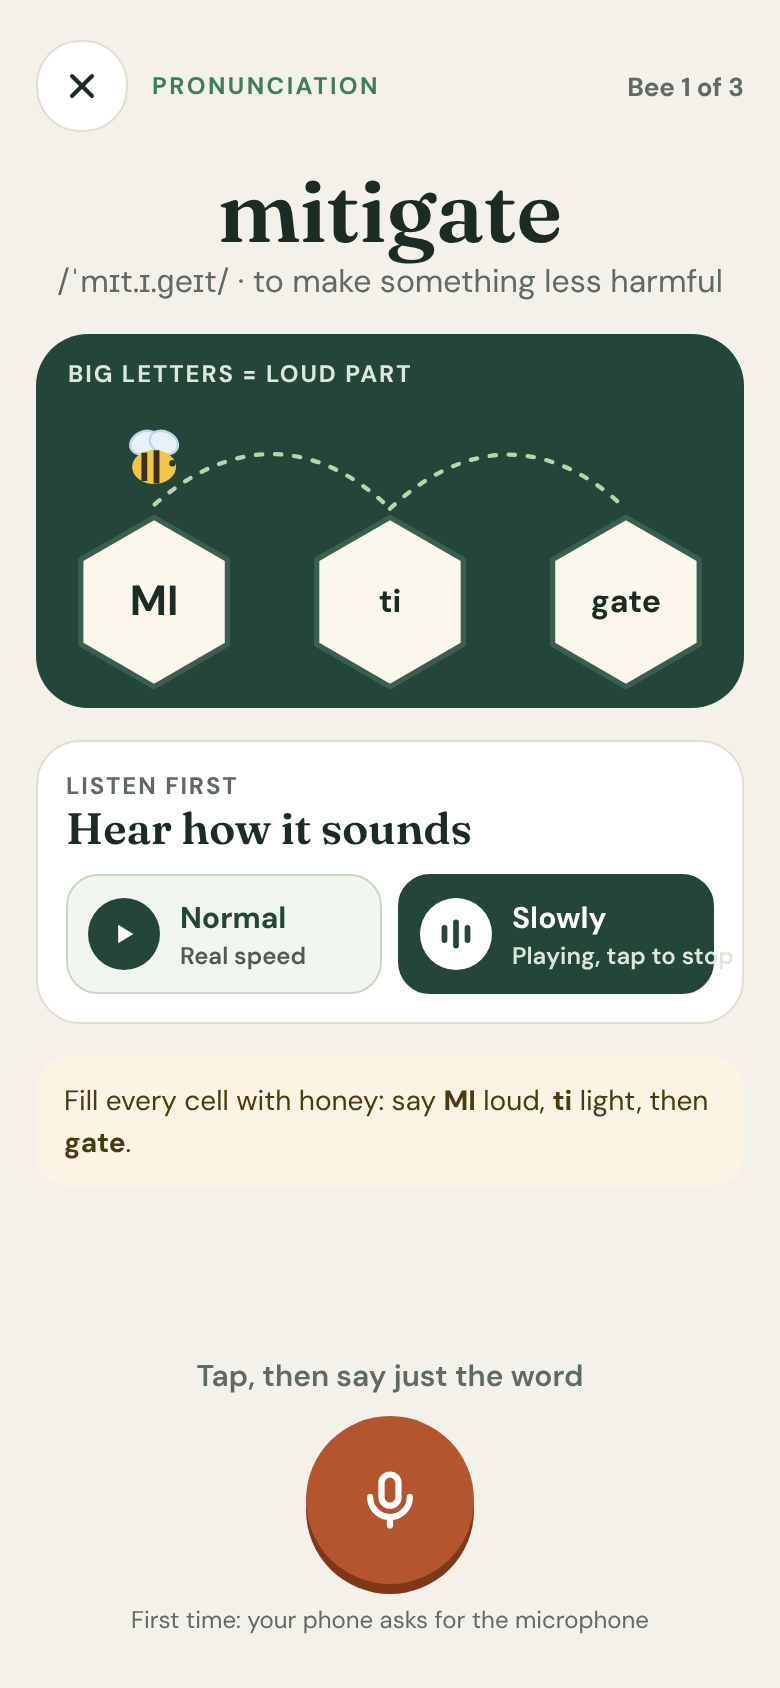 PRONUNCIATION
Bee 1 of 3
mitigate
/ˈmɪt.ɪ.ɡeɪt/ · to make something less harmful
BIG LETTERS = LOUD PART
MI
ti
gate
LISTEN FIRST
Hear how it sounds
Normal
Real speed
Slowly
Playing, tap to stop
Fill every cell with honey: say MI loud, ti light, then
gate.
Tap, then say just the word
First time: your phone asks for the microphone